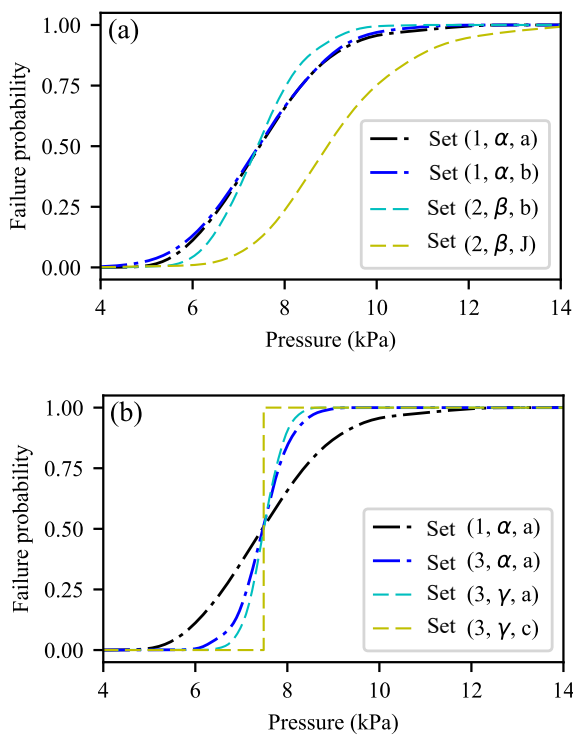 (a)
1.00
0.75
0.50
0.25
0.00
Failure probability
Set (1, α, a)
Set (1, α, b)
Set (2, β, b)
Set (2, β, J)
4 6 8 10 12 14
Pressure (kPa)
(b)
1.00
0.75
0.50
0.25
0.00
Failure probability
Set (1, α, a)
Set (3, α, a)
Set (3, γ, a)
Set (3, γ, c)
4 6 8 10 12 14
Pressure (kPa)